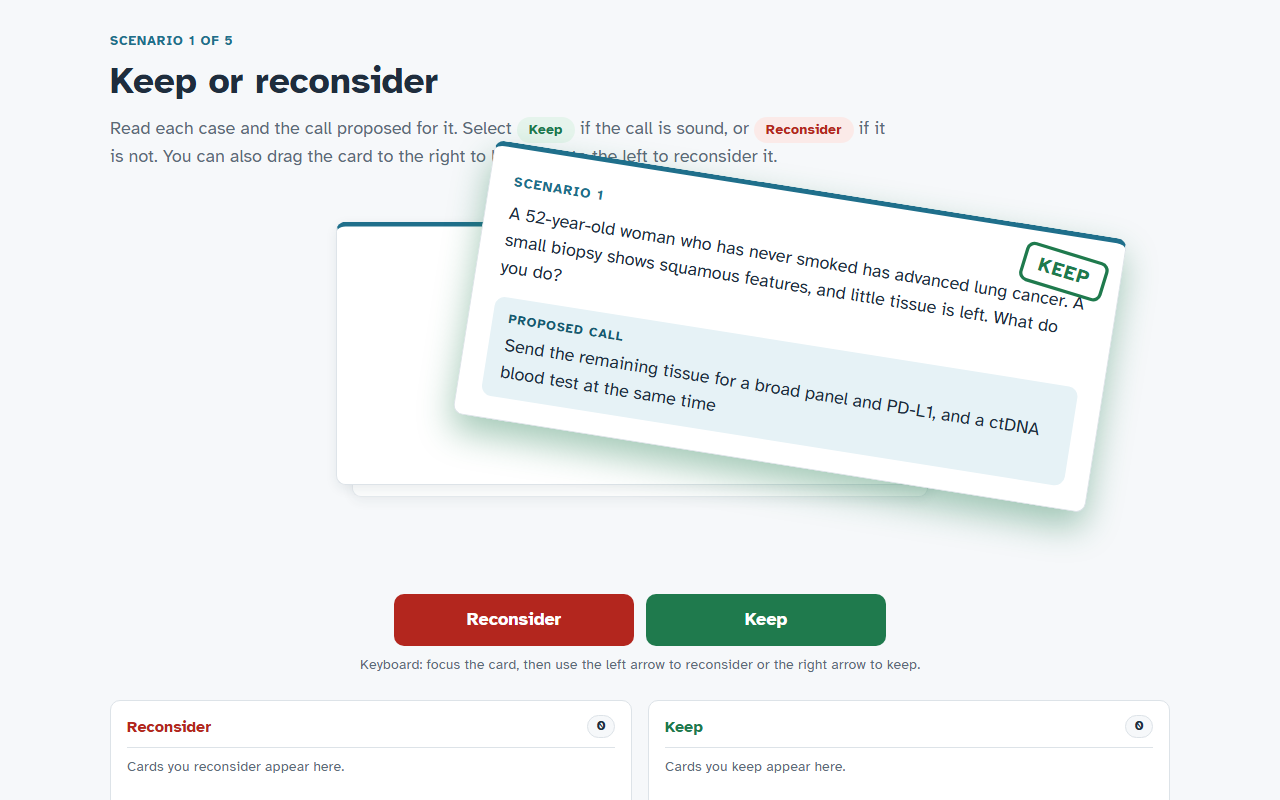 SCENARIO 1 OF 5
Keep or reconsider
Read each case and the call proposed for it. Select Keep if the call is sound, or Reconsider if it
is not. You can also drag the card to the right to the left to reconsider it.
SCENARIO 1
A 52-year-old woman who has never smoked has advanced lung cancer. A
small biopsy shows squamous features, and little tissue is left. What do
you do?
KEEP
PROPOSED CALL
Send the remaining tissue for a broad panel and PD-L1, and a ctDNA
blood test at the same time
Reconsider
Keep
Keyboard: focus the card, then use the left arrow to reconsider or the right arrow to keep.
Reconsider
0
Cards you reconsider appear here.
Keep
0
Cards you keep appear here.